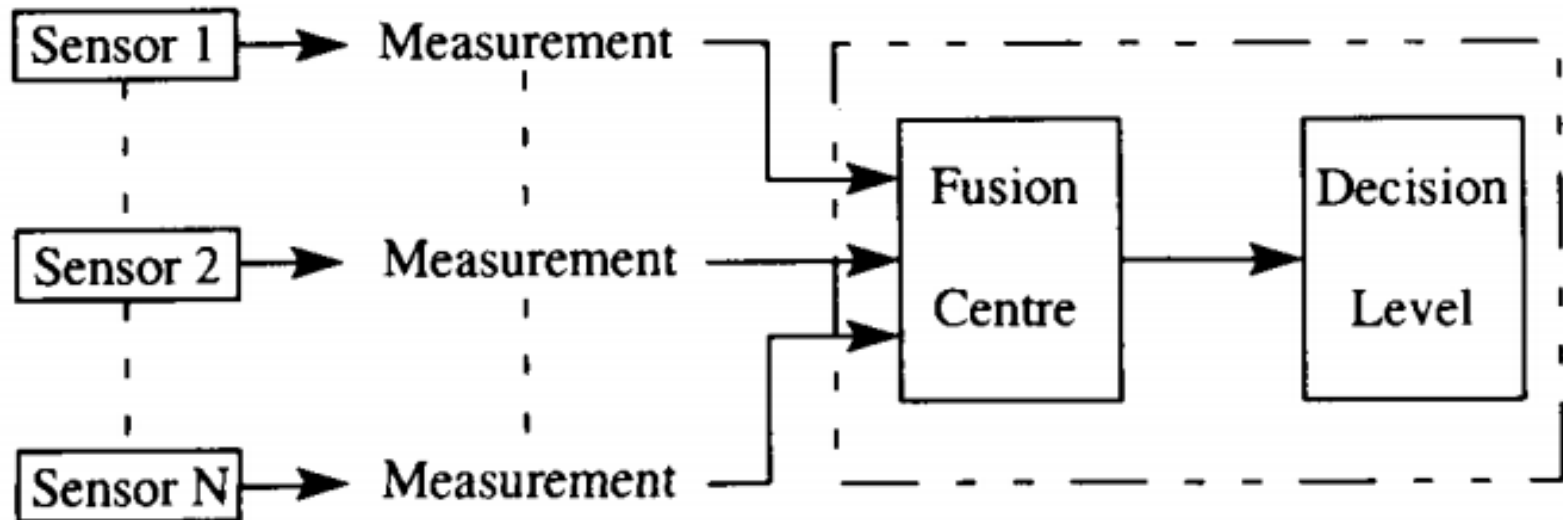 Sensor 1
Measurement
Sensor 2
Measurement
Sensor N
Measurement
Fusion
Centre
Decision
Level